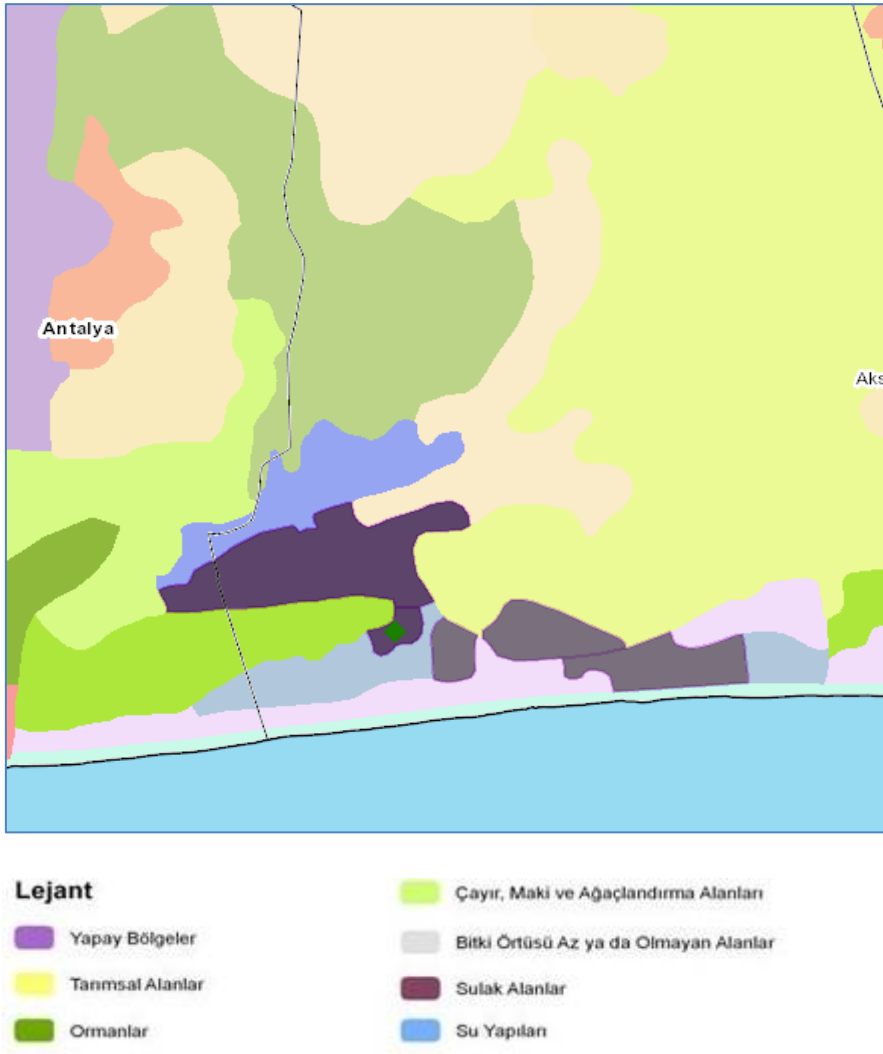 Antalya
Aks
Lejant
Yapay Bölgeler
Tarımsal Alanlar
Ormanlar
Çayır, Maki ve Ağaçlandırma Alanları
Bitki Örtüsü Az ya da Olmayan Alanlar
Sulak Alanlar
Su Yapıları